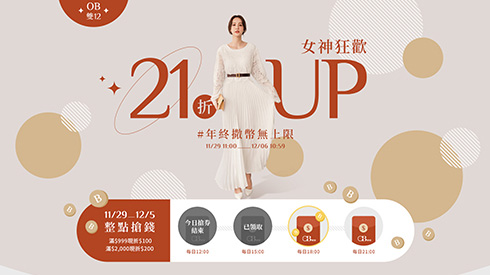 OB
雙12
女神狂歡
21折UP
#年終撒幣無上限
11/29 11:00 ____ 12/06 10:59
11/29 __ 12/5
整點搶錢
滿$999現折$100
滿$2,000現折$200
今日搶券
結束
已領取
$
OB
$
OB
每日12:00
每日15:00
每日18:00
每日21:00
B
B
B
B